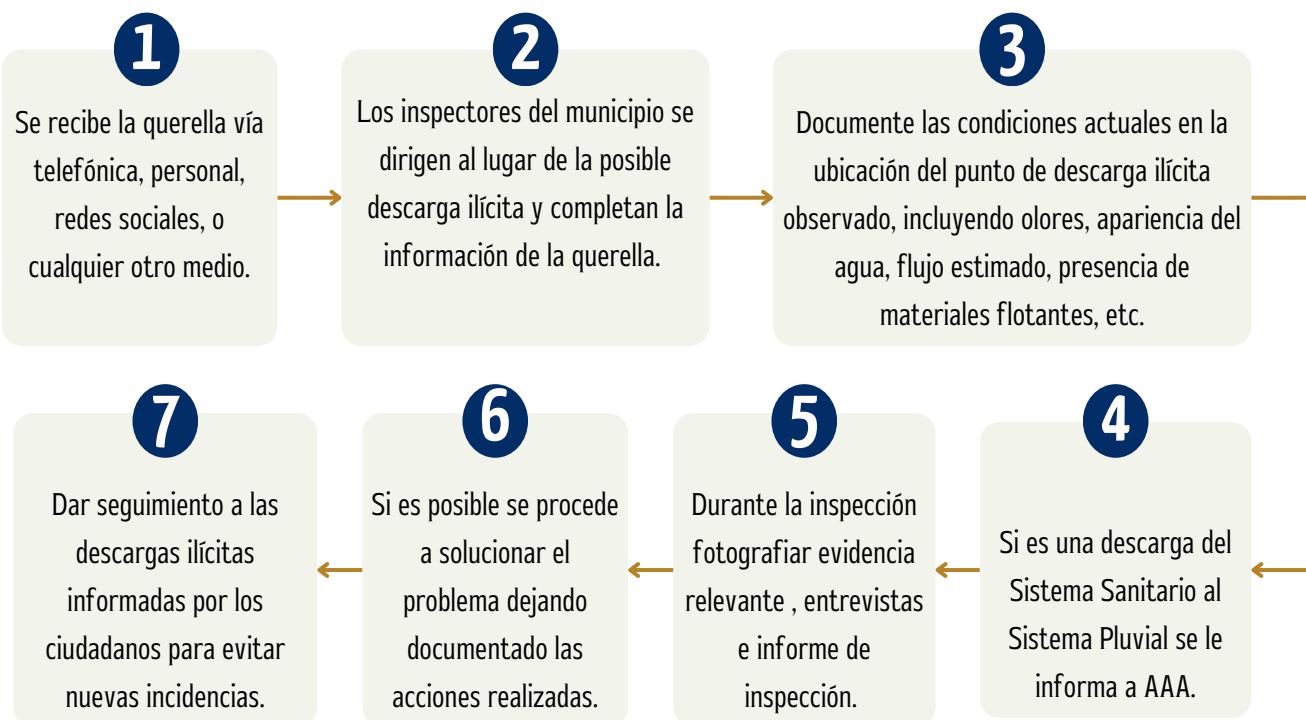 1
Se recibe la querella vía
telefónica, personal,
redes sociales, o
cualquier otro medio.
2
Los inspectores del municipio se
dirigen al lugar de la posible
descarga ilícita y completan la
información de la querella.
3
Documente las condiciones actuales en la
ubicación del punto de descarga ilícita
observado, incluyendo olores, apariencia del
agua, flujo estimado, presencia de
materiales flotantes, etc.
4
Si es una descarga del
Sistema Sanitario al
Sistema Pluvial se le
informa a AAA.
5
Durante la inspección
fotografiar evidencia
relevante , entrevistas
e informe de
inspección.
6
Si es posible se procede
a solucionar el
problema dejando
documentado las
acciones realizadas.
7
Dar seguimiento a las
descargas ilícitas
informadas por los
ciudadanos para evitar
nuevas incidencias.